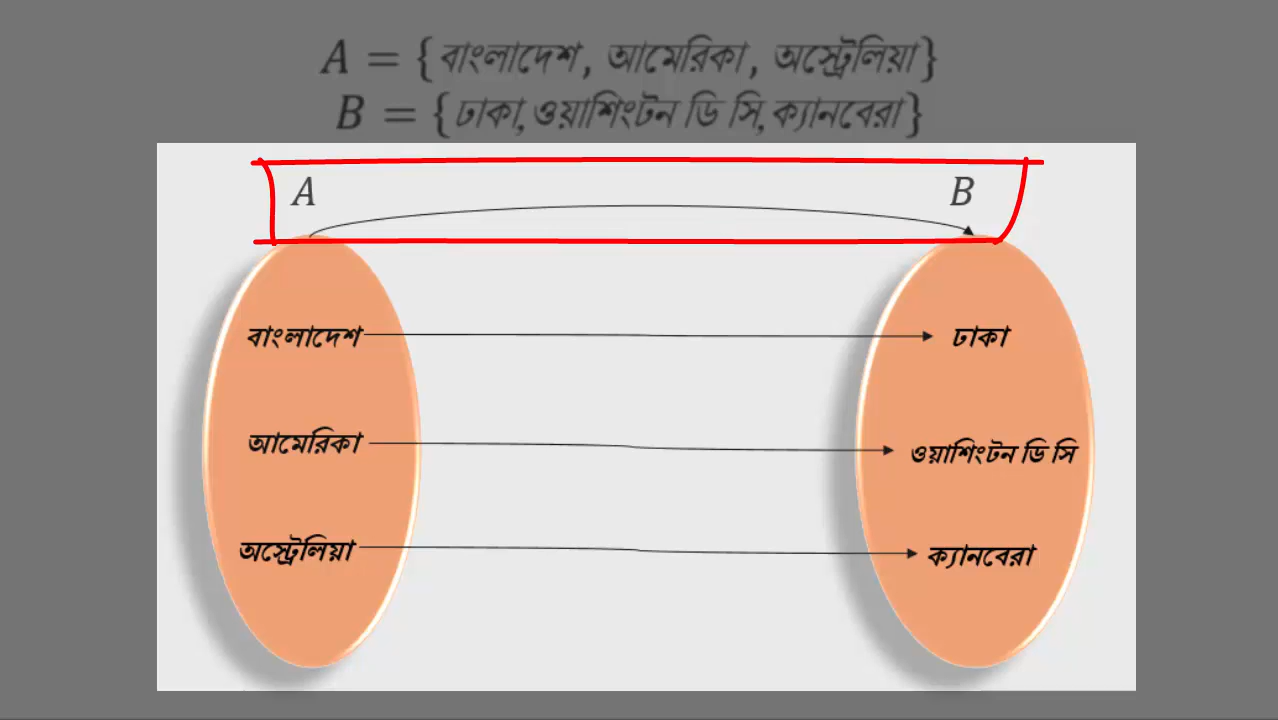 A = { বাংলাদেশ, আমেরিকা, অস্ট্রেলিয়া}
B = {ঢাকা,ওয়াশিংটন ডি সি,ক্যানবেরা}
A B
বাংলাদেশ ঢাকা
আমেরিকা ওয়াশিংটন ডি সি
অস্ট্রেলিয়া ক্যানবেরা